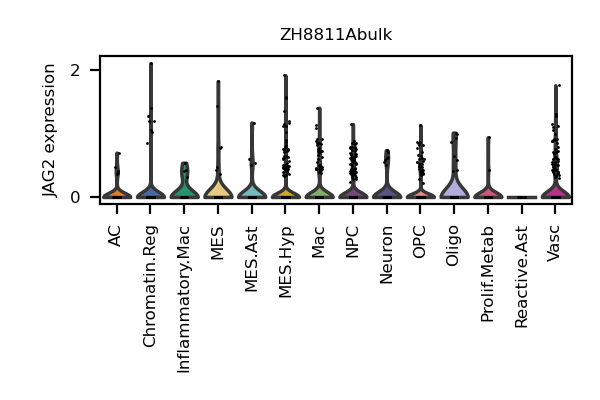 ZH8811Abulk
JAG2 expression
2
0
AC
Chromatin.Reg
Inflammatory.Mac
MES
MES.Ast
MES.Hyp
Mac
NPC
Neuron
OPC
Oligo
Prolif.Metab
Reactive.Ast
Vasc